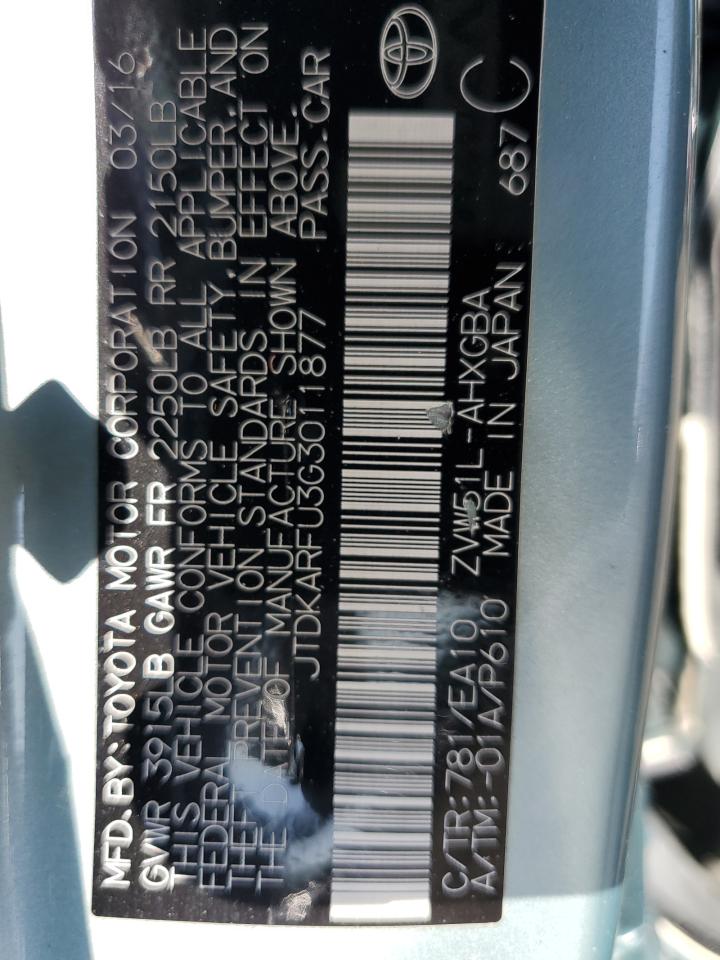 MFD.BY:TOYOTA MOTOR CORPORATION 03/16
GVWR 3915LB GAWR FR 2250LB RR 2150LB
THIS VEHICLE CONFORMS TO ALL APPLICABLE
FEDERAL MOTOR VEHICLE SAFETY, BUMPER, AND
THEFT PREVENTION STANDARDS IN EFFECT ON
THE DATE OF MANUFACTURE SHOWN ABOVE.
JTDKARFU3G3011877 PASS.CAR
C/TR:781/EA10 ZVW51L-AHXGBA
A/TM:-01A/P610 MADE IN JAPAN 687 C